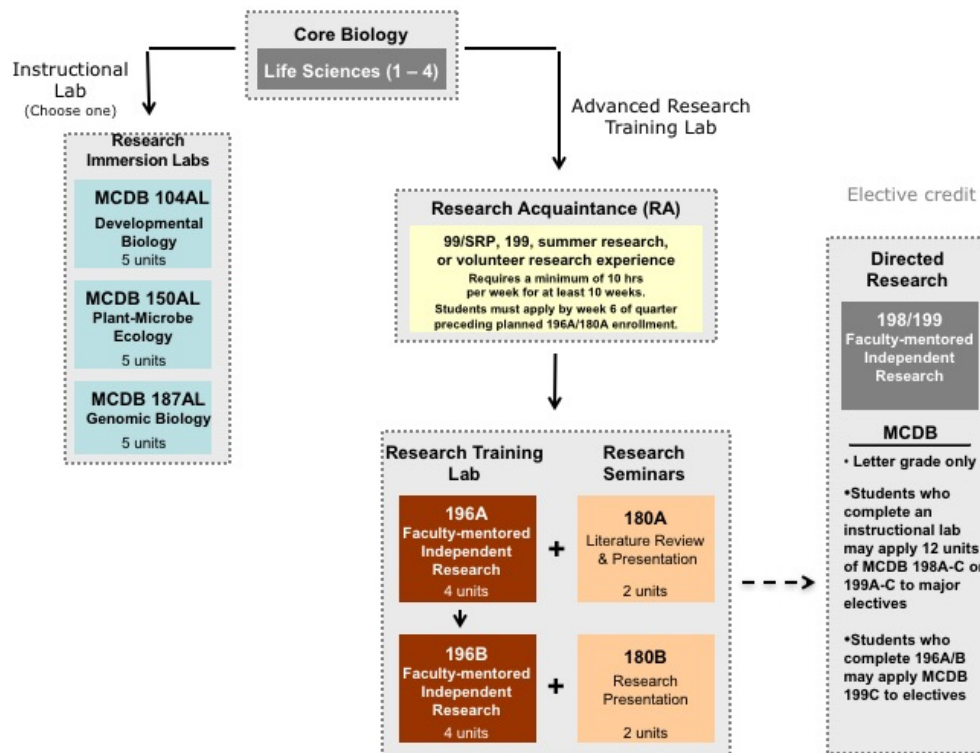 Core Biology
Life Sciences (1 – 4)
Instructional
Lab
(Choose one)
Advanced Research
Training Lab
Research
Immersion Labs
MCDB 104AL
Developmental
Biology
5 units
MCDB 150AL
Plant-Microbe
Ecology
5 units
MCDB 187AL
Genomic Biology
5 units
Research Acquaintance (RA)
99/SRP, 199, summer research,
or volunteer research experience
Requires a minimum of 10 hrs
per week for at least 10 weeks.
Students must apply by week 6 of quarter
preceding planned 196A/180A enrollment.
Research Training
Lab
196A
Faculty-mentored
Independent
Research
4 units
+
Research
Seminars
180A
Literature Review
& Presentation
2 units
196B
Faculty-mentored
Independent
Research
4 units
+
180B
Research
Presentation
2 units
Elective credit
Directed
Research
198/199
Faculty-mentored
Independent
Research
MCDB
• Letter grade only
•Students who
complete an
instructional lab
may apply 12 units
of MCDB 198A-C or
199A-C to major
electives
•Students who
complete 196A/B
may apply MCDB
199C to electives